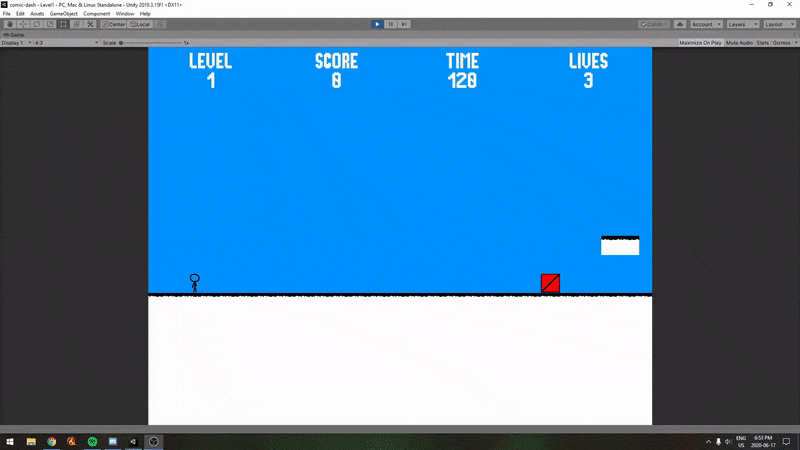 comic-dash - Level1 - PC, Mac & Linux Standalone - Unity 2019.3.15f1 <DX11>
File Edit Assets GameObject Component Window Help
Center Local Collab Account Layers Layout
Game
Display 1 4:3 Scale 1x Maximize On Play Mute Audio Stats Gizmos
LEVEL SCORE TIME LIVES
1 0 120 3
ENG 6:53 PM
US 2020-06-17